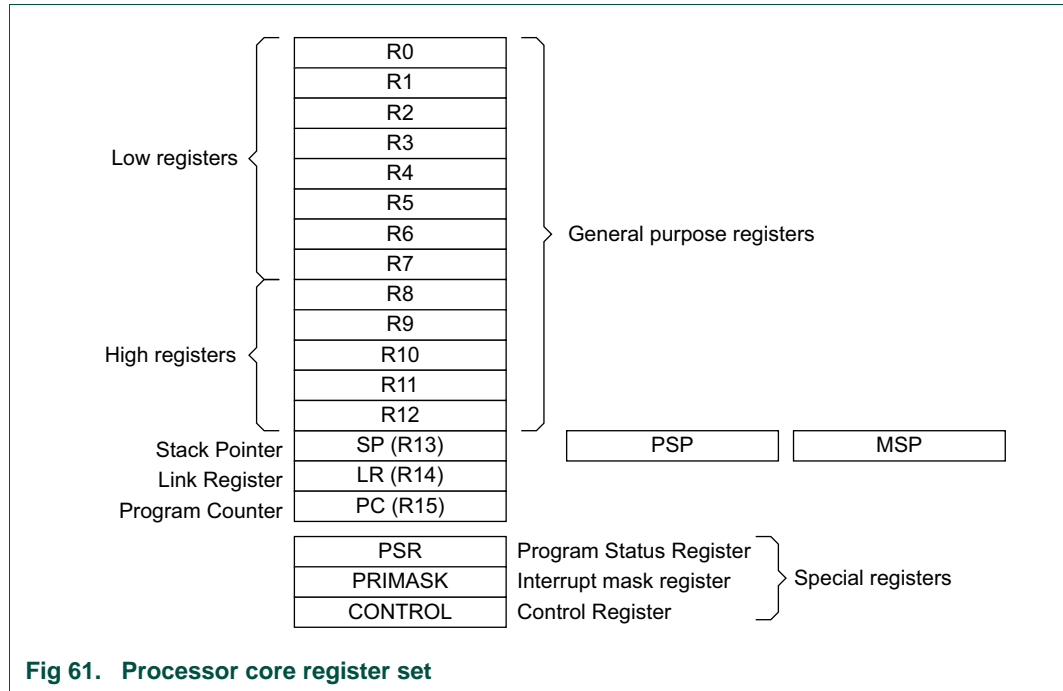 R0
R1
R2
R3
Low registers
R4
R5
R6
General purpose registers
R7
R8
R9
High registers
R10
R11
R12
Stack Pointer SP (R13) PSP MSP
Link Register LR (R14)
Program Counter PC (R15)
PSR Program Status Register
PRIMASK Interrupt mask register Special registers
CONTROL Control Register
Fig 61. Processor core register set